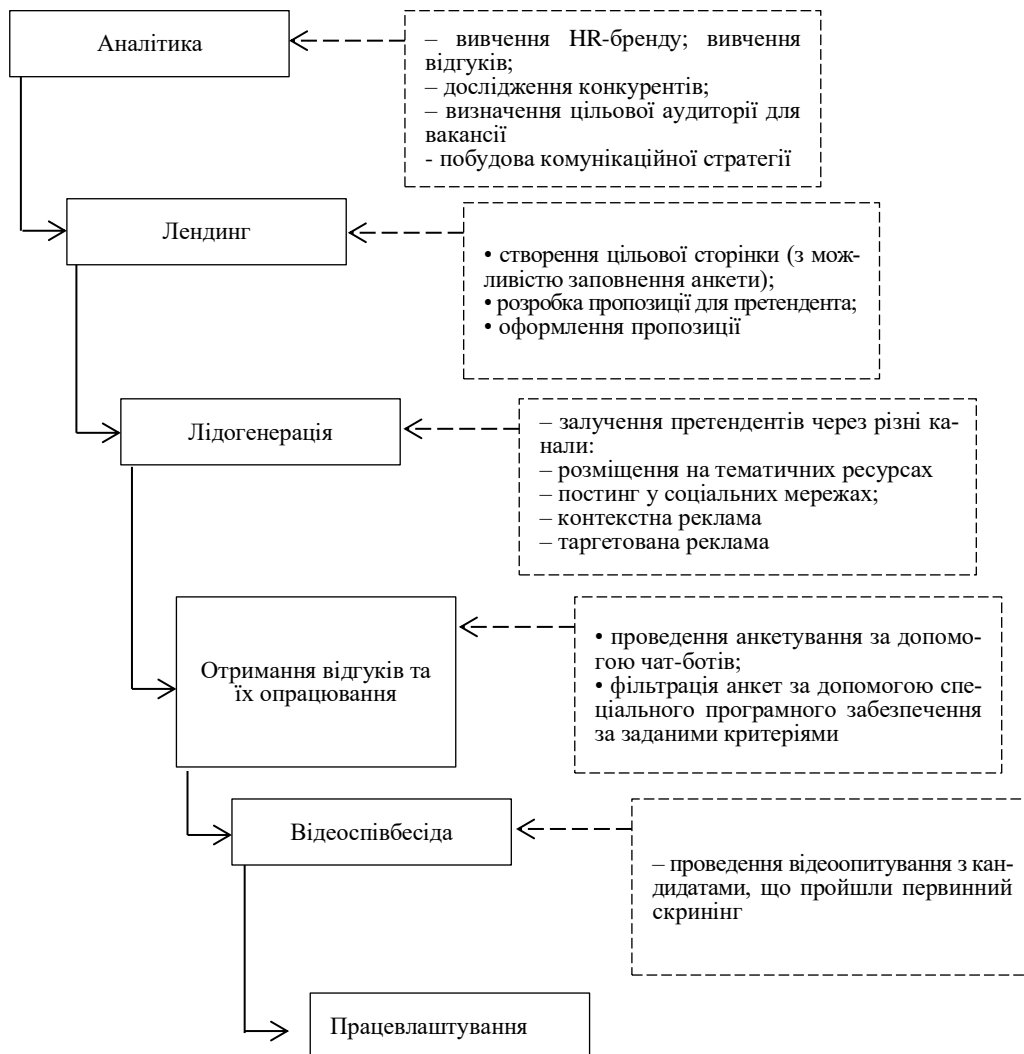 Аналітика
– вивчення HR-бренду; вивчення
відгуків;
– дослідження конкурентів;
– визначення цільової аудиторії для
вакансії
- побудова комунікаційної стратегії
Лендинг
• створення цільової сторінки (з мож-
ливістю заповнення анкети);
• розробка пропозиції для претендента;
• оформлення пропозиції
Лідогенерація
– залучення претендентів через різні ка-
нали:
– розміщення на тематичних ресурсах
– постинг у соціальних мережах;
– контекстна реклама
– таргетована реклама
Отримання відгуків та
їх опрацювання
• проведення анкетування за допомо-
гою чат-ботів;
• фільтрація анкет за допомогою спе-
ціального програмного забезпечення
за заданими критеріями
Відеоспівбесіда
– проведення відеоопитування з кан-
дидатами, що пройшли первинний
скринінг
Працевлаштування